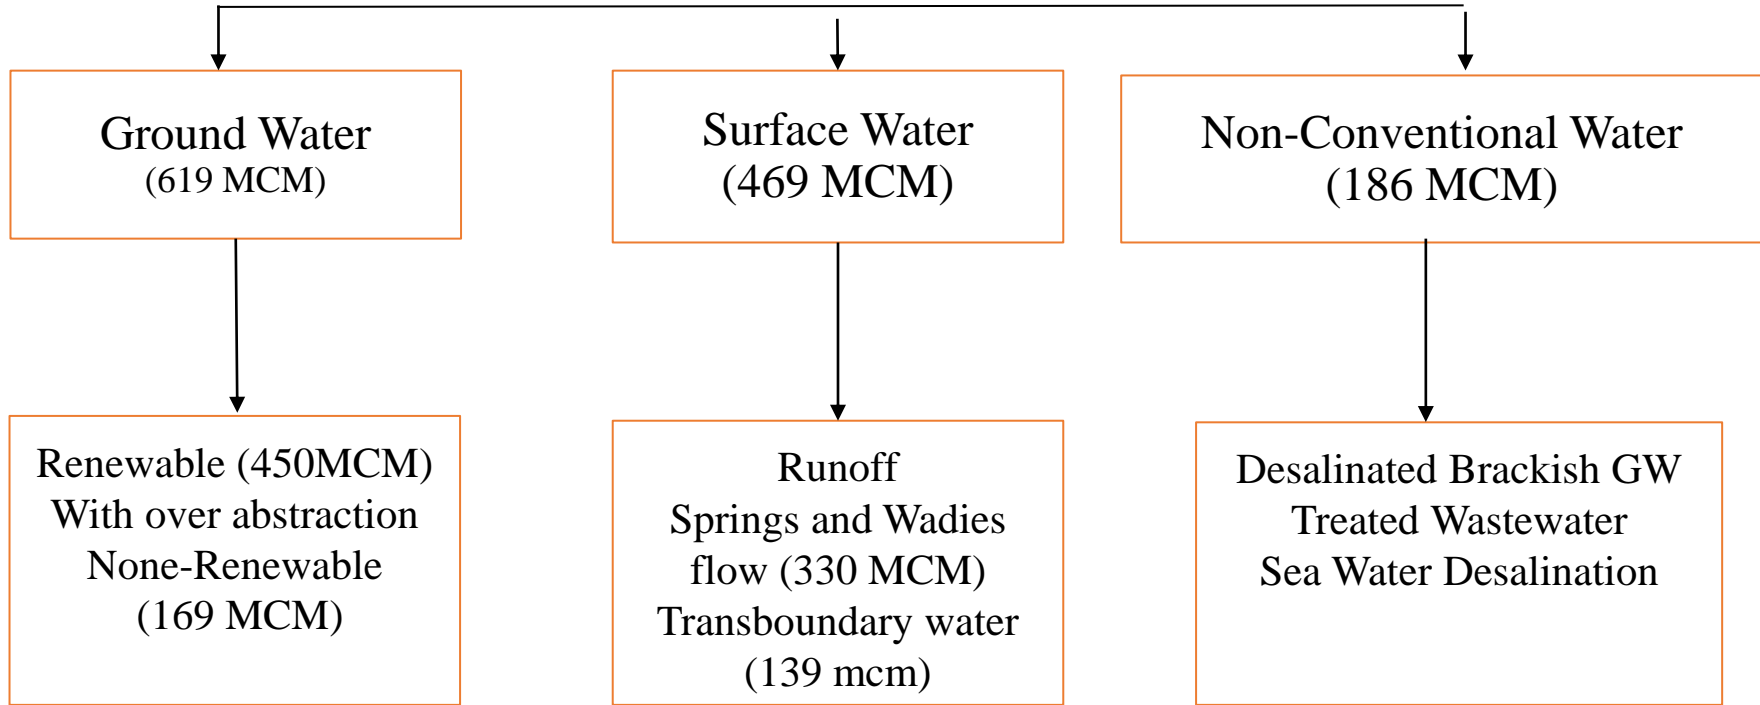 Ground Water
(619 MCM)
Surface Water
(469 MCM)
Non-Conventional Water
(186 MCM)
Renewable (450MCM)
With over abstraction
None-Renewable
(169 MCM)
Runoff
Springs and Wadies
flow (330 MCM)
Transboundary water
(139 mcm)
Desalinated Brackish GW
Treated Wastewater
Sea Water Desalination